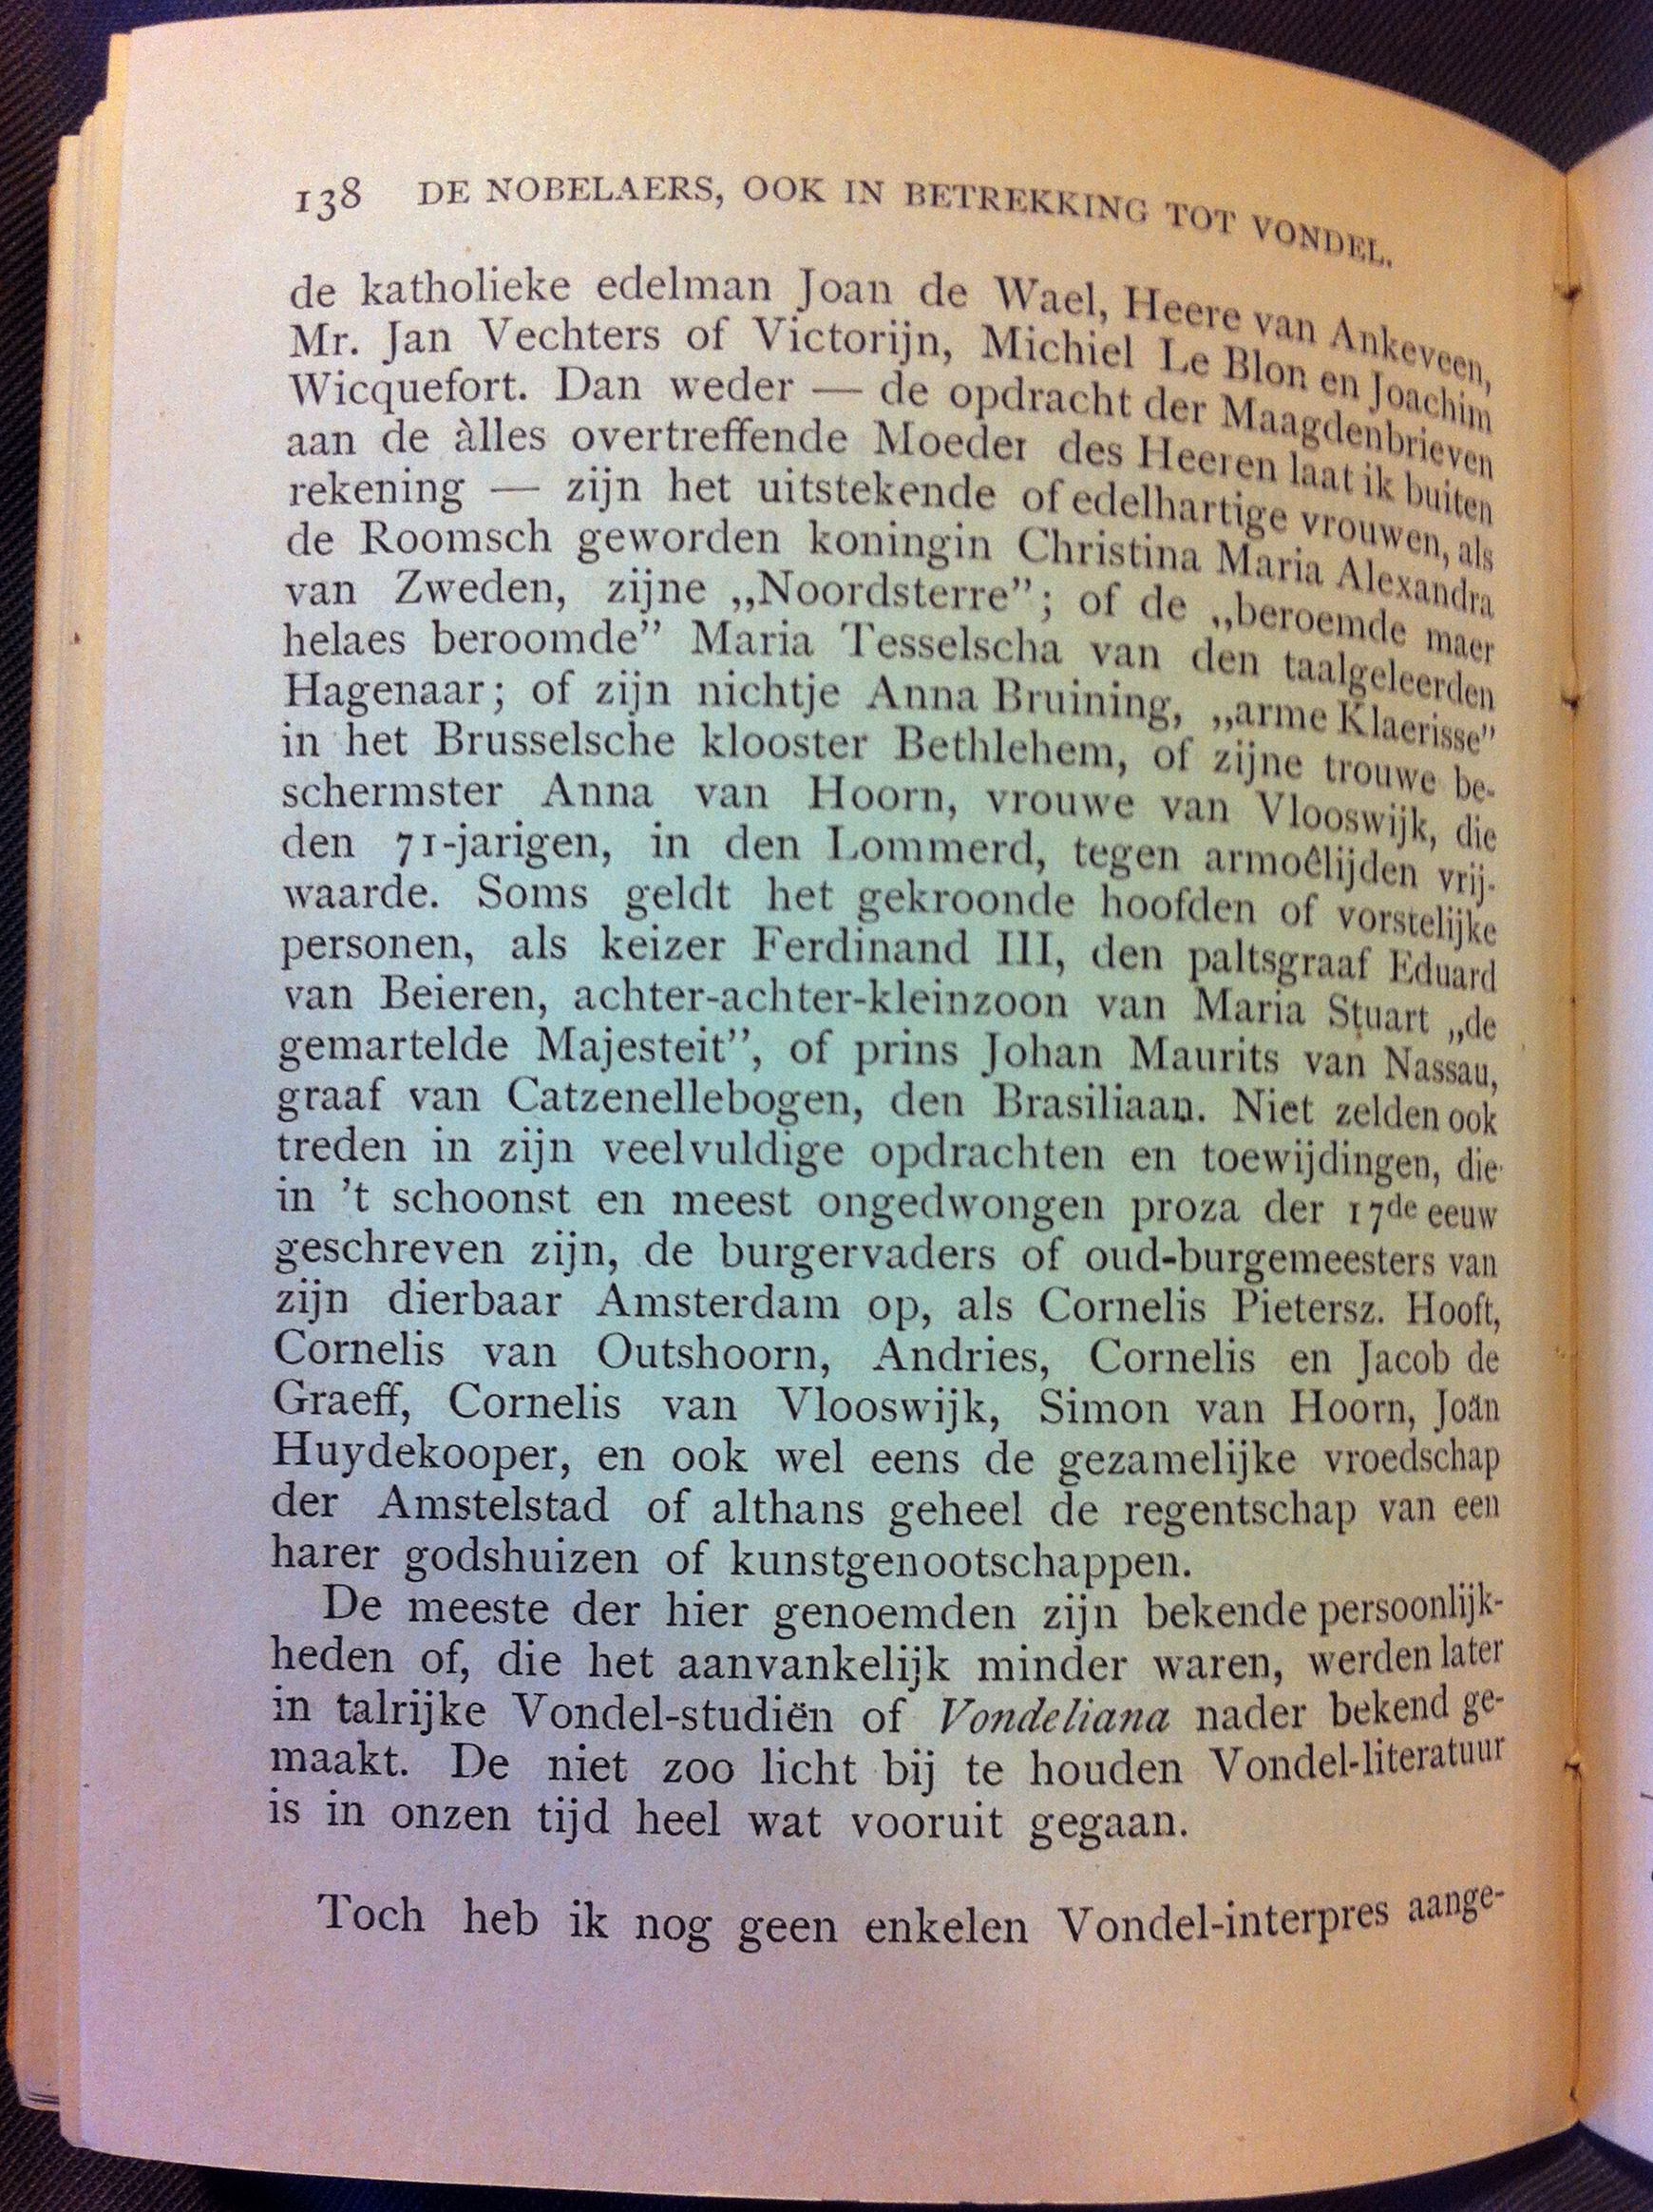 138 DE NOBELAERS, OOK IN BETREKKING TOT VONDEL.
de katholieke edelman Joan de Wael, Heere van Ankeveen,
Mr. Jan Vechters of Victorijn, Michiel Le Blon en Joachim
Wicquefort. Dan weder — de opdracht der Maagdenbrieven
aan de àlles overtreffende Moeder des Heeren laat ik buiten
rekening — zijn het uitstekende of edelhartige vrouwen, als
de Roomsch geworden koningin Christina Maria Alexandra
van Zweden, zijne „Noordsterre”; of de „beroemde maer
helaes beroomde” Maria Tesselscha van den taalgeleerden
Hagenaar; of zijn nichtje Anna Bruining, „arme Klaerisse”
in het Brusselsche klooster Bethlehem, of zijne trouwe be-
schermster Anna van Hoorn, vrouwe van Vlooswijk, die
den 71-jarigen, in den Lommerd, tegen armoêlijden vrij-
waarde. Soms geldt het gekroonde hoofden of vorstelijke
personen, als keizer Ferdinand III, den paltsgraaf Eduard
van Beieren, achter-achter-kleinzoon van Maria Stuart „de
gemartelde Majesteit”, of prins Johan Maurits van Nassau,
graaf van Catzenellebogen, den Brasiliaan. Niet zelden ook
treden in zijn veelvuldige opdrachten en toewijdingen, die
in ’t schoonst en meest ongedwongen proza der 17de eeuw
geschreven zijn, de burgervaders of oud-burgemeesters van
zijn dierbaar Amsterdam op, als Cornelis Pietersz. Hooft,
Cornelis van Outshoorn, Andries, Cornelis en Jacob de
Graeff, Cornelis van Vlooswijk, Simon van Hoorn, Joän
Huydekooper, en ook wel eens de gezamelijke vroedschap
der Amstelstad of althans geheel de regentschap van een
harer godshuizen of kunstgenootschappen.
De meeste der hier genoemden zijn bekende persoonlijk-
heden of, die het aanvankelijk minder waren, werden later
in talrijke Vondel-studiën of Vondeliana nader bekend ge-
maakt. De niet zoo licht bij te houden Vondel-literatuur
is in onzen tijd heel wat vooruit gegaan.
Toch heb ik nog geen enkelen Vondel-interpres aange-